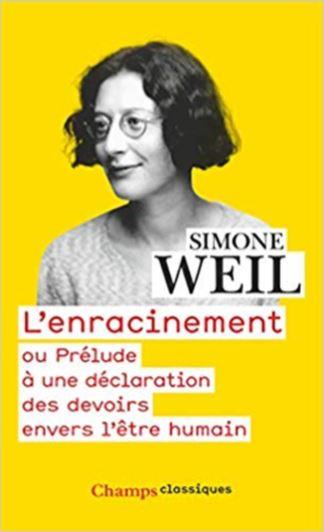 SIMONE
WEIL
L'enracinement
ou Prélude
à une déclaration
des devoirs
envers l'être humain
Champs classiques